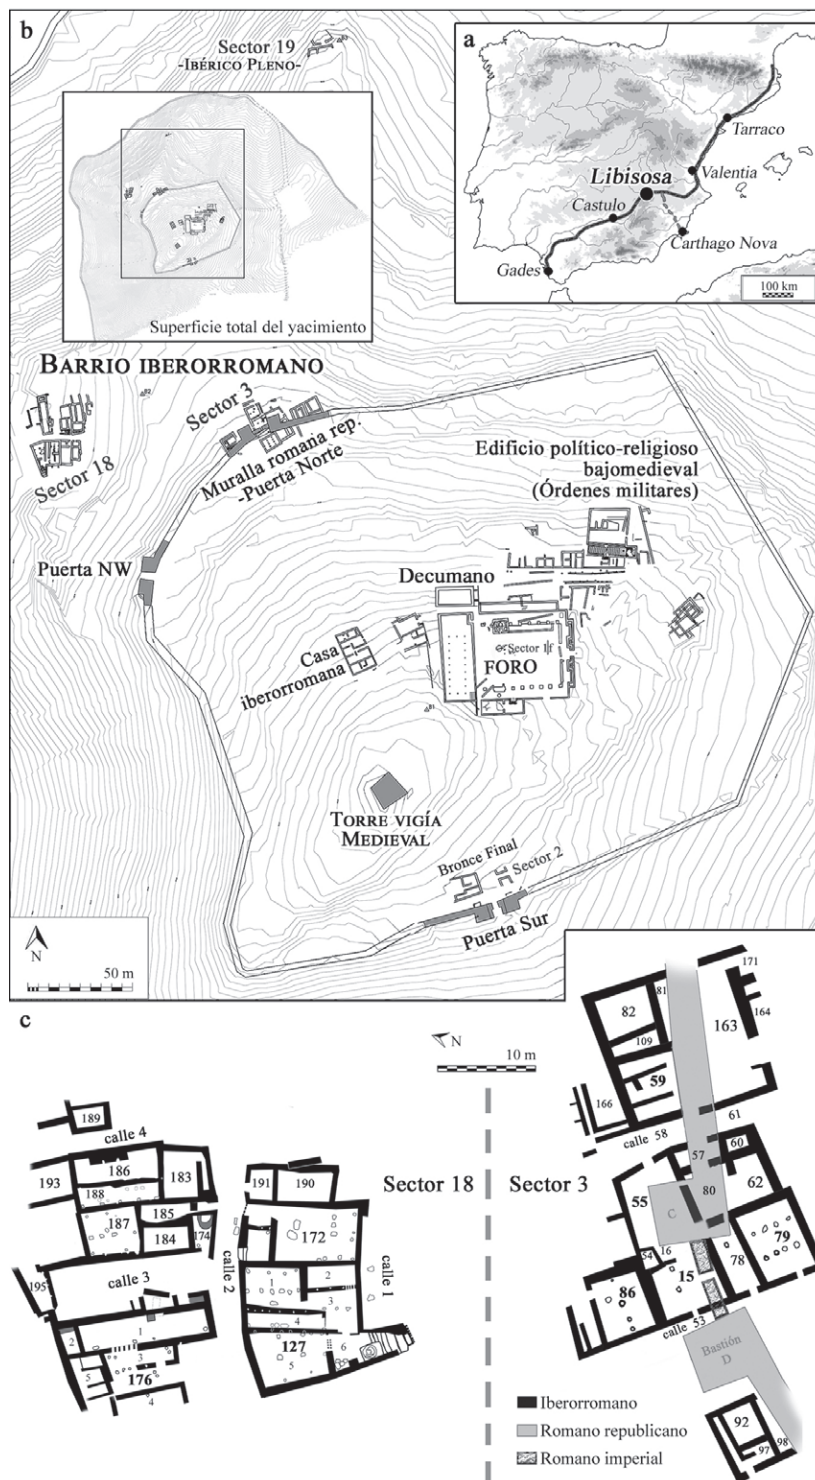 b
Sector 19
-Ibérico Pleno-
Superficie total del yacimiento
a
Tarraco
Valentia
Libisosa
Castulo
Carthago Nova
Gades
100 km
Barrio iberorromano
Sector 3
Muralla romana rep.
-Puerta Norte
Sector 18
Puerta NW
Edificio político-religioso
bajomedieval
(Órdenes militares)
Decumano
Casa
iberorromana
FORO
Torre vigía
Medieval
Bronce Final
Sector 2
Puerta Sur
N
50 m
c
N
10 m
189
calle 4
193
186
183
188
187
185
184
174
calle 3
195
1
2
3
5
176
4
calle 2
191
190
172
calle 1
1
2
3
4
127
5
6
Sector 18
Sector 3
171
81
82
164
163
109
59
166
61
calle 58
60
57
55
80
62
C
79
54
16
78
15
86
calle 53
Bastión
D
92
97
98
Iberorromano
Romano republicano
Romano imperial